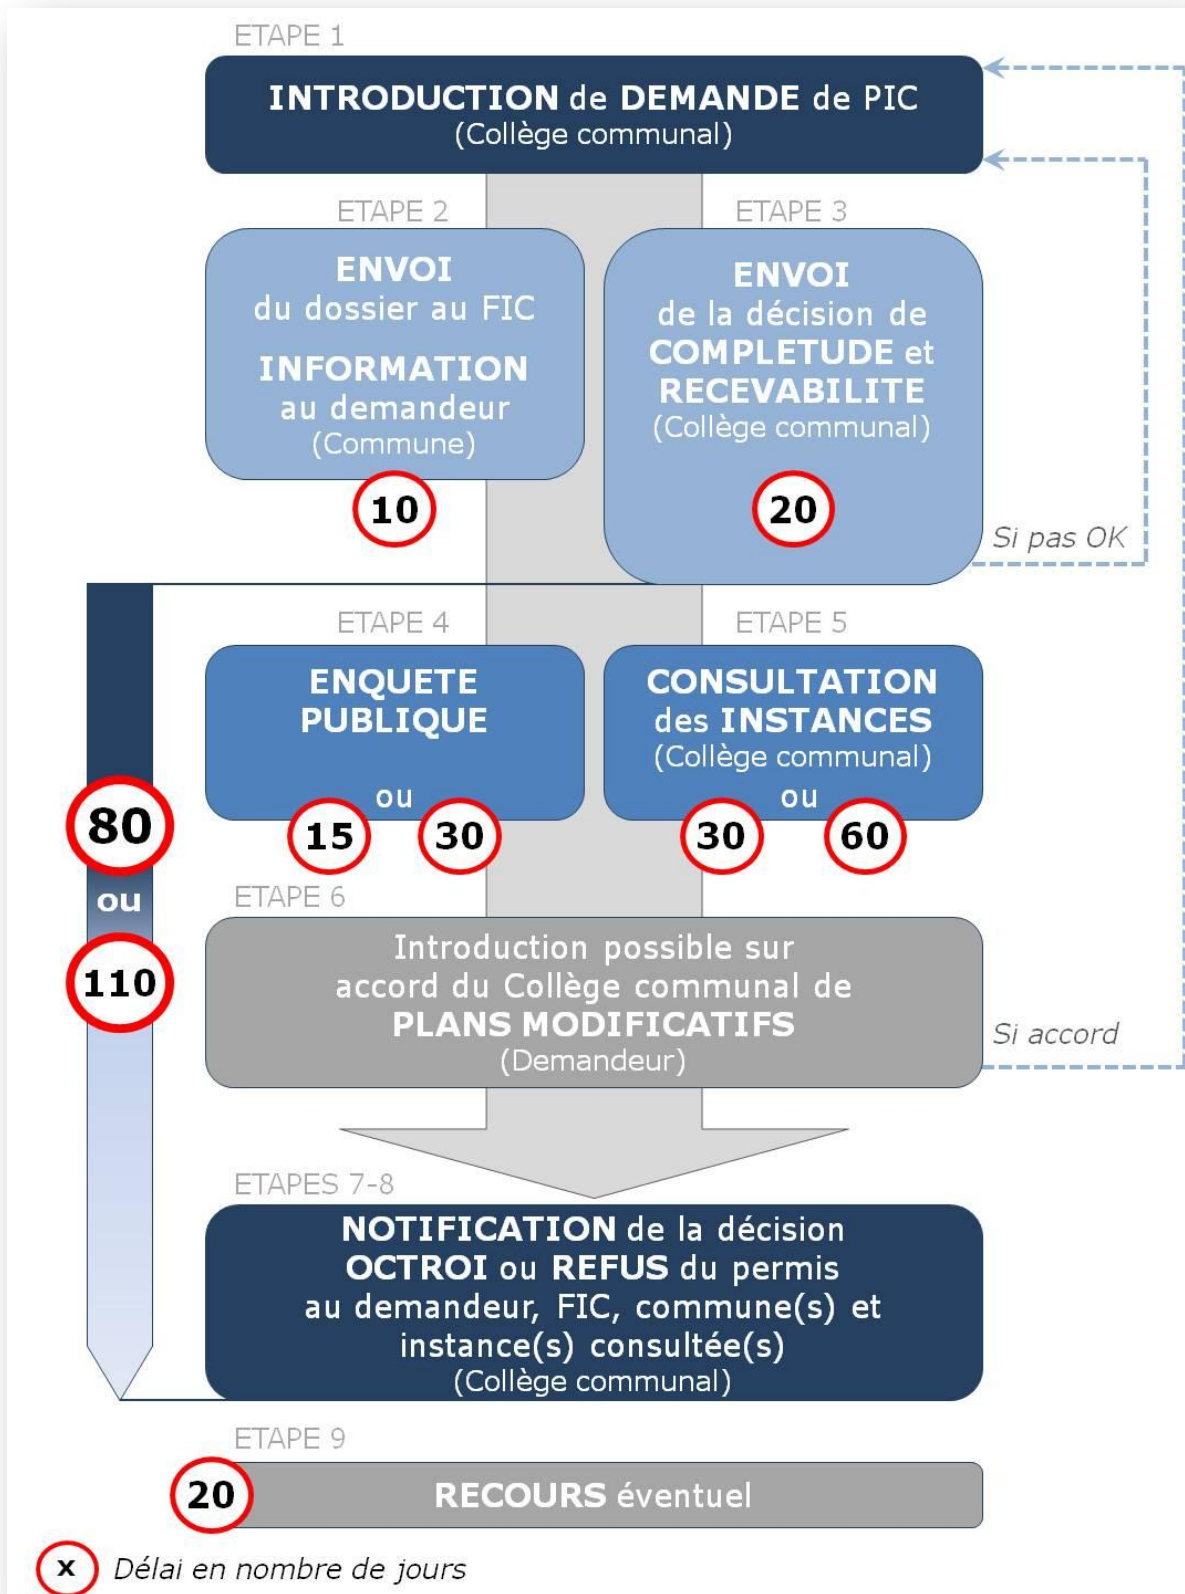 ETAPE 1
INTRODUCTION de DEMANDE de PIC
(Collège communal)
ETAPE 2
ENVOI
du dossier au FIC
INFORMATION
au demandeur
(Commune)
10
ETAPE 3
ENVOI
de la décision de
COMPLETUDE et
RECEVABILITE
(Collège communal)
20
Si pas OK
ETAPE 4
ENQUETE
PUBLIQUE
ou
15
30
ETAPE 5
CONSULTATION
des INSTANCES
(Collège communal)
ou
30
60
80
ou
110
ETAPE 6
Introduction possible sur
accord du Collège communal de
PLANS MODIFICATIFS
(Demandeur)
Si accord
ETAPES 7-8
NOTIFICATION de la décision
OCTROI ou REFUS du permis
au demandeur, FIC, commune(s) et
instance(s) consultée(s)
(Collège communal)
ETAPE 9
20
RECOURS éventuel
x Délai en nombre de jours